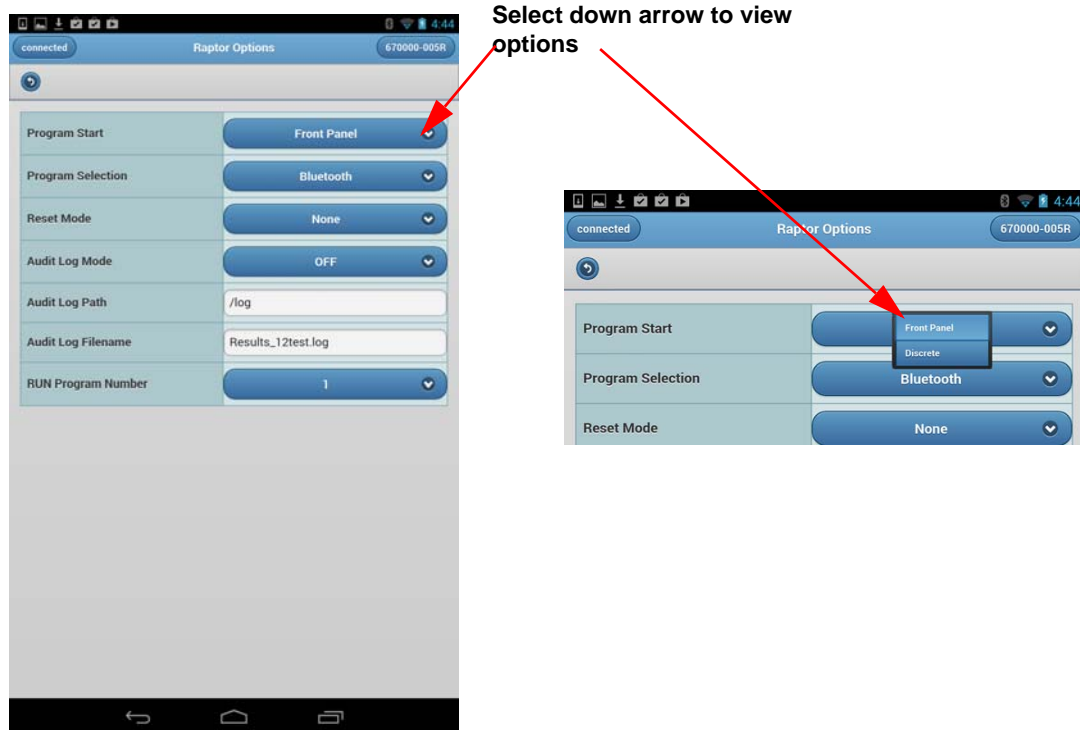 Select down arrow to view
options
4:44
connected Raptor Options 670000-005R
Program Start Front Panel
Program Selection Bluetooth
Reset Mode None
Audit Log Mode OFF
Audit Log Path /log
Audit Log Filename Results_12test.log
RUN Program Number 1
4:44
connected Raptor Options 670000-005R
Program Start Front Panel
Discrete
Program Selection Bluetooth
Reset Mode None